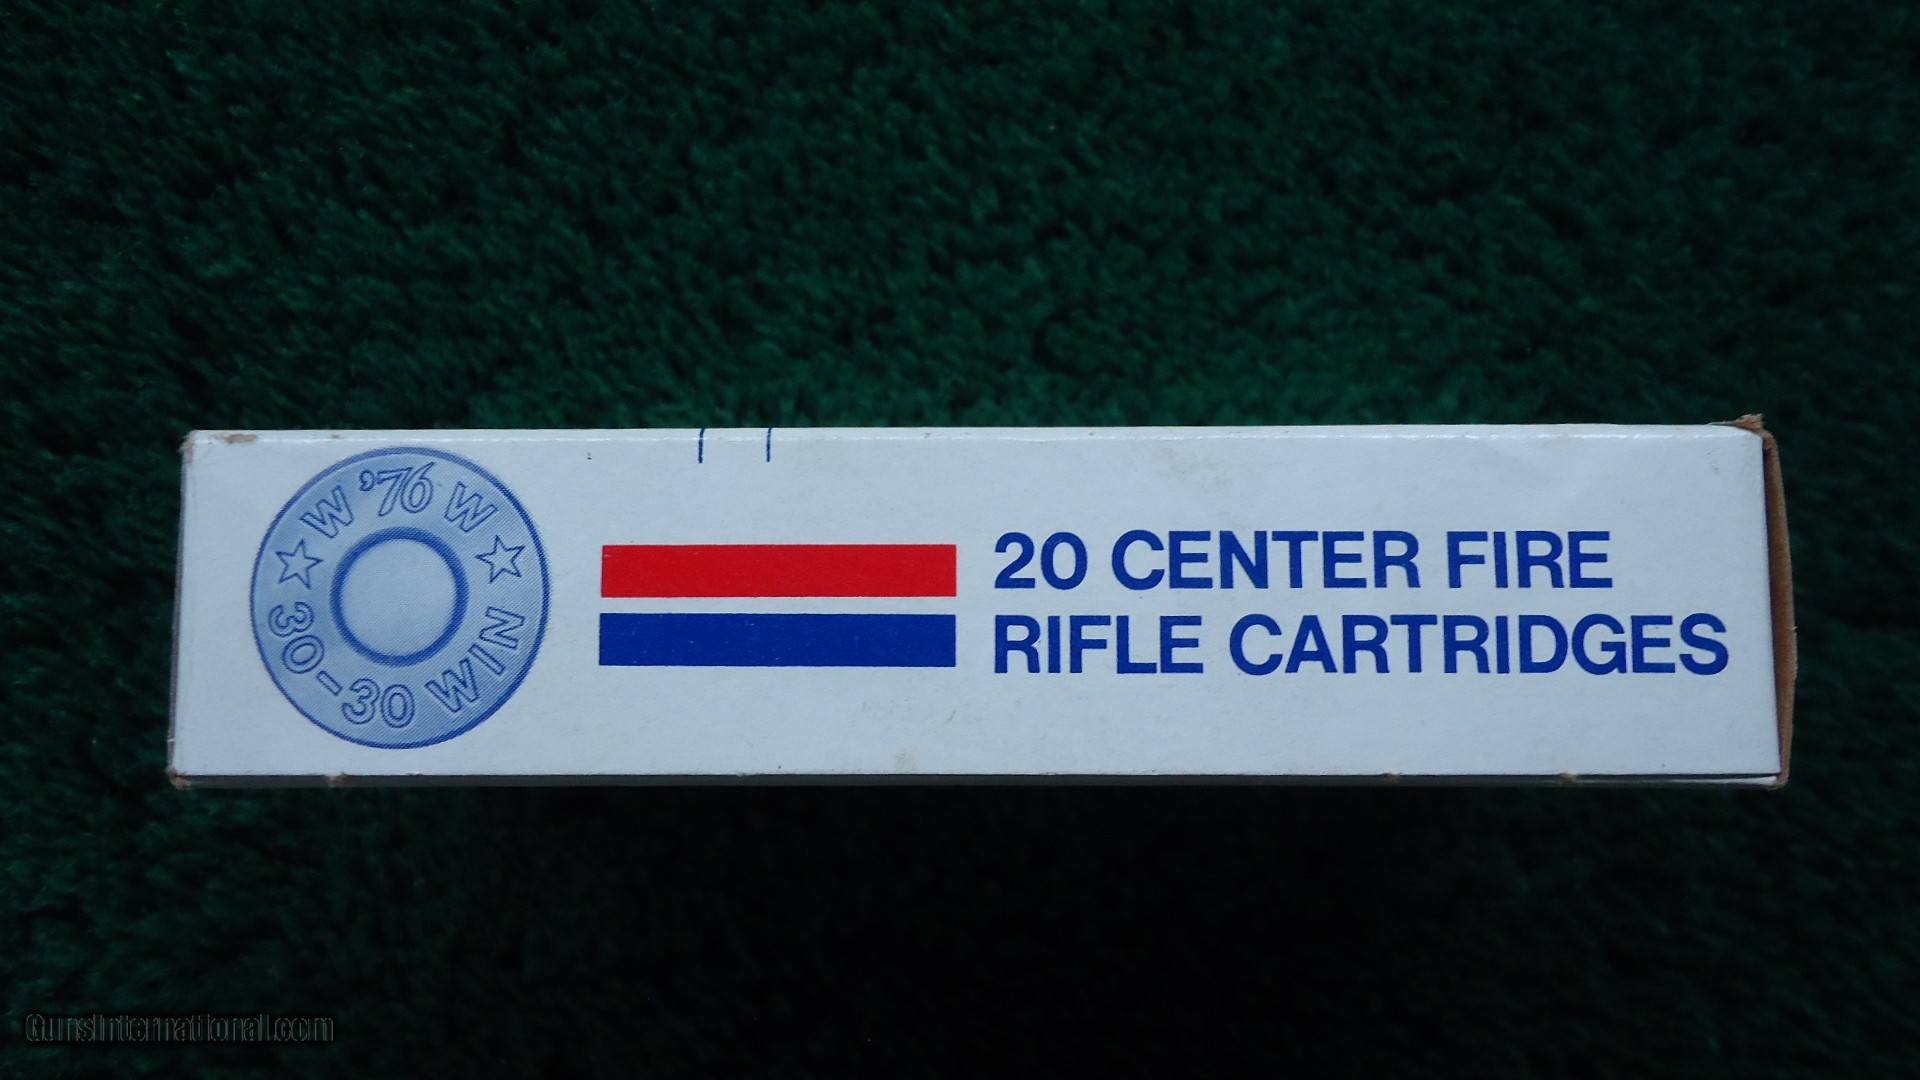 W '76 W
30-30 WIN
20 CENTER FIRE
RIFLE CARTRIDGES
GunsInternational.com